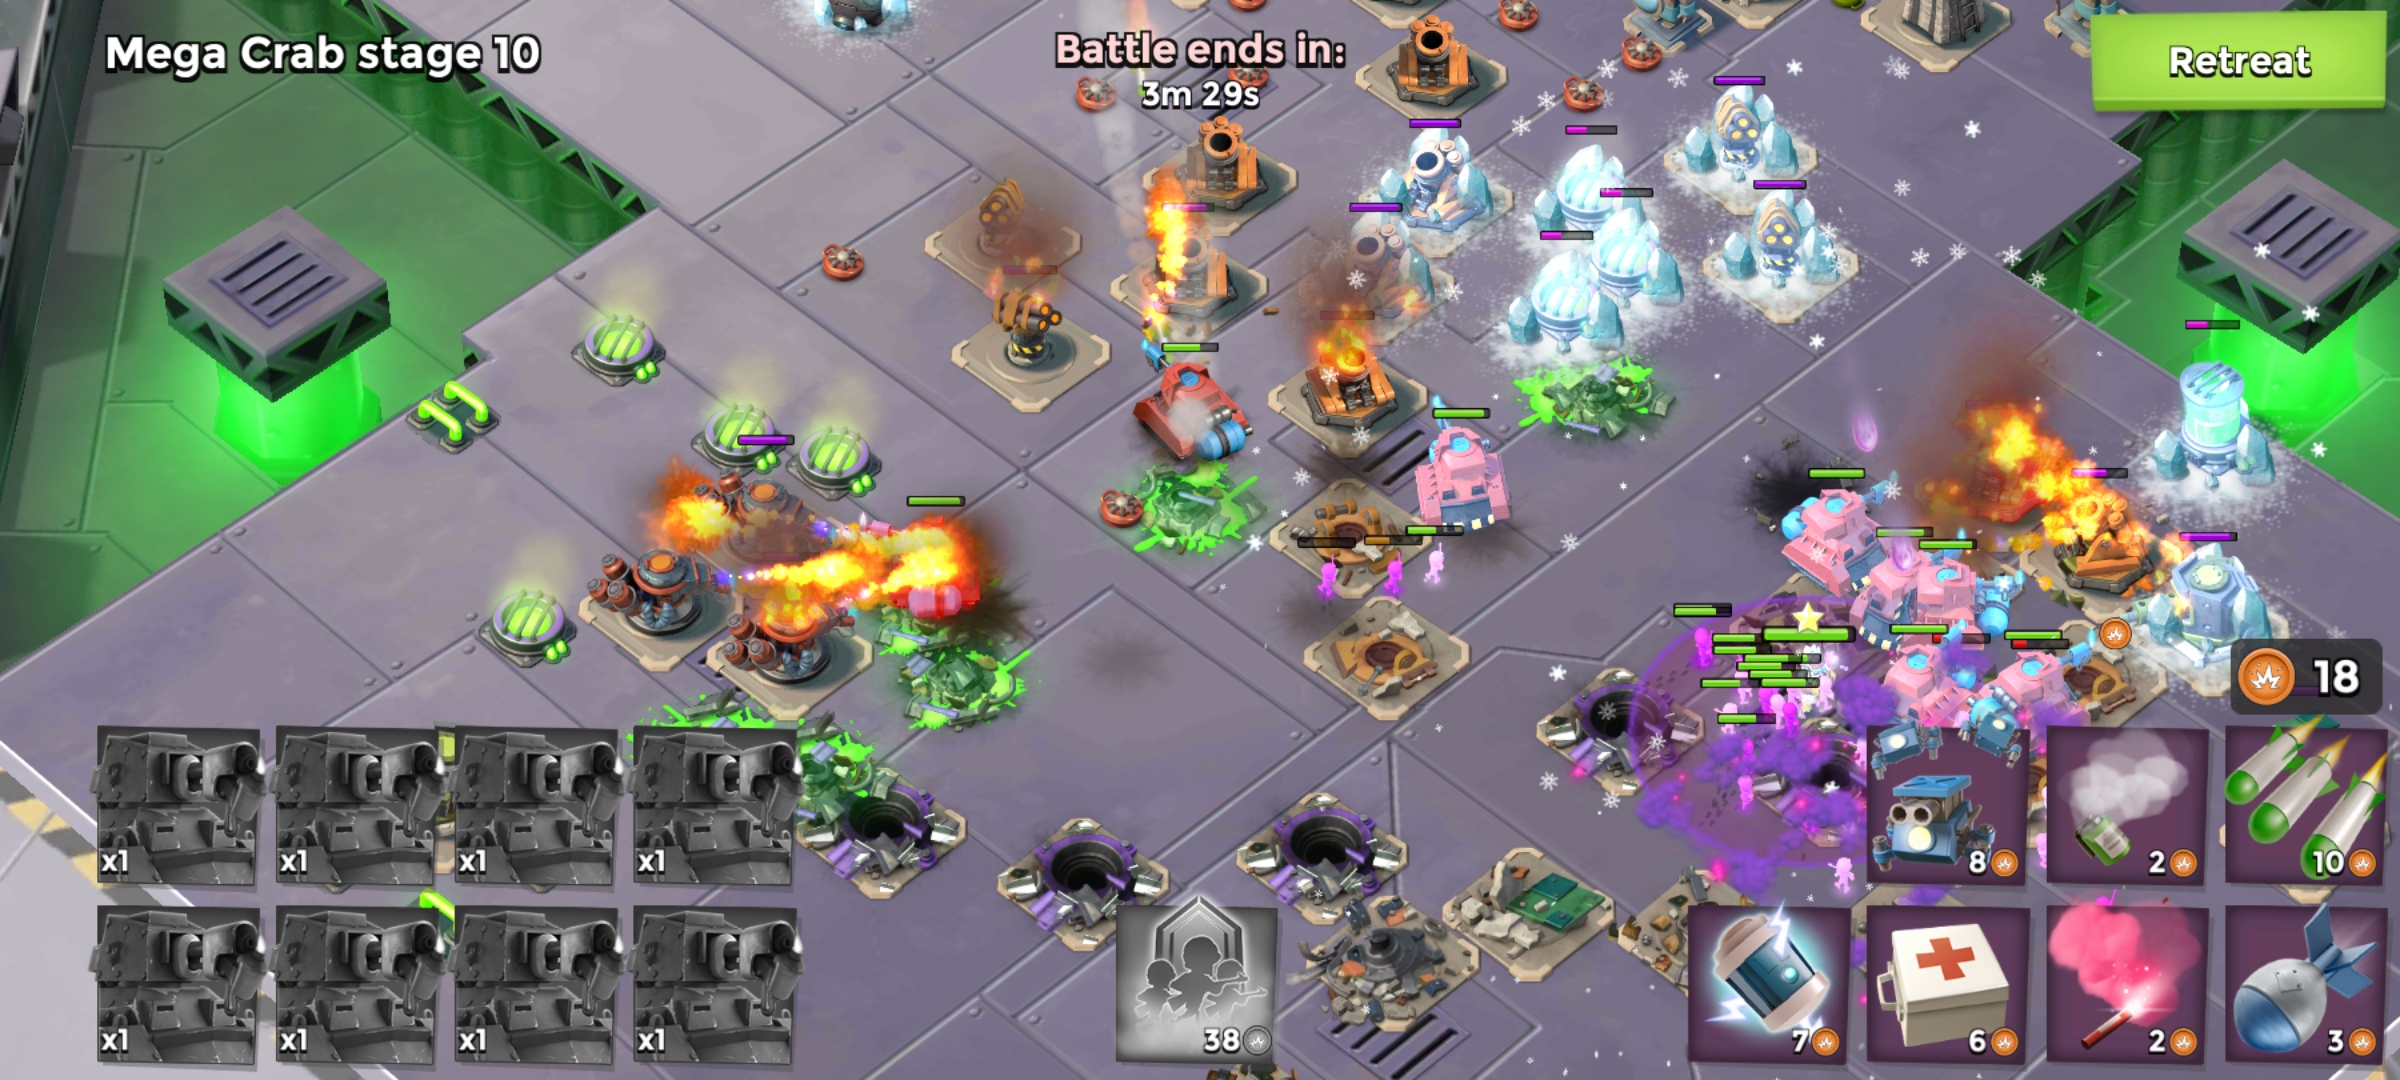 Mega Crab stage 10
Battle ends in:
3m 29s
Retreat
18
x1
x1
x1
x1
8
2
10
x1
x1
x1
x1
38
7
6
2
3